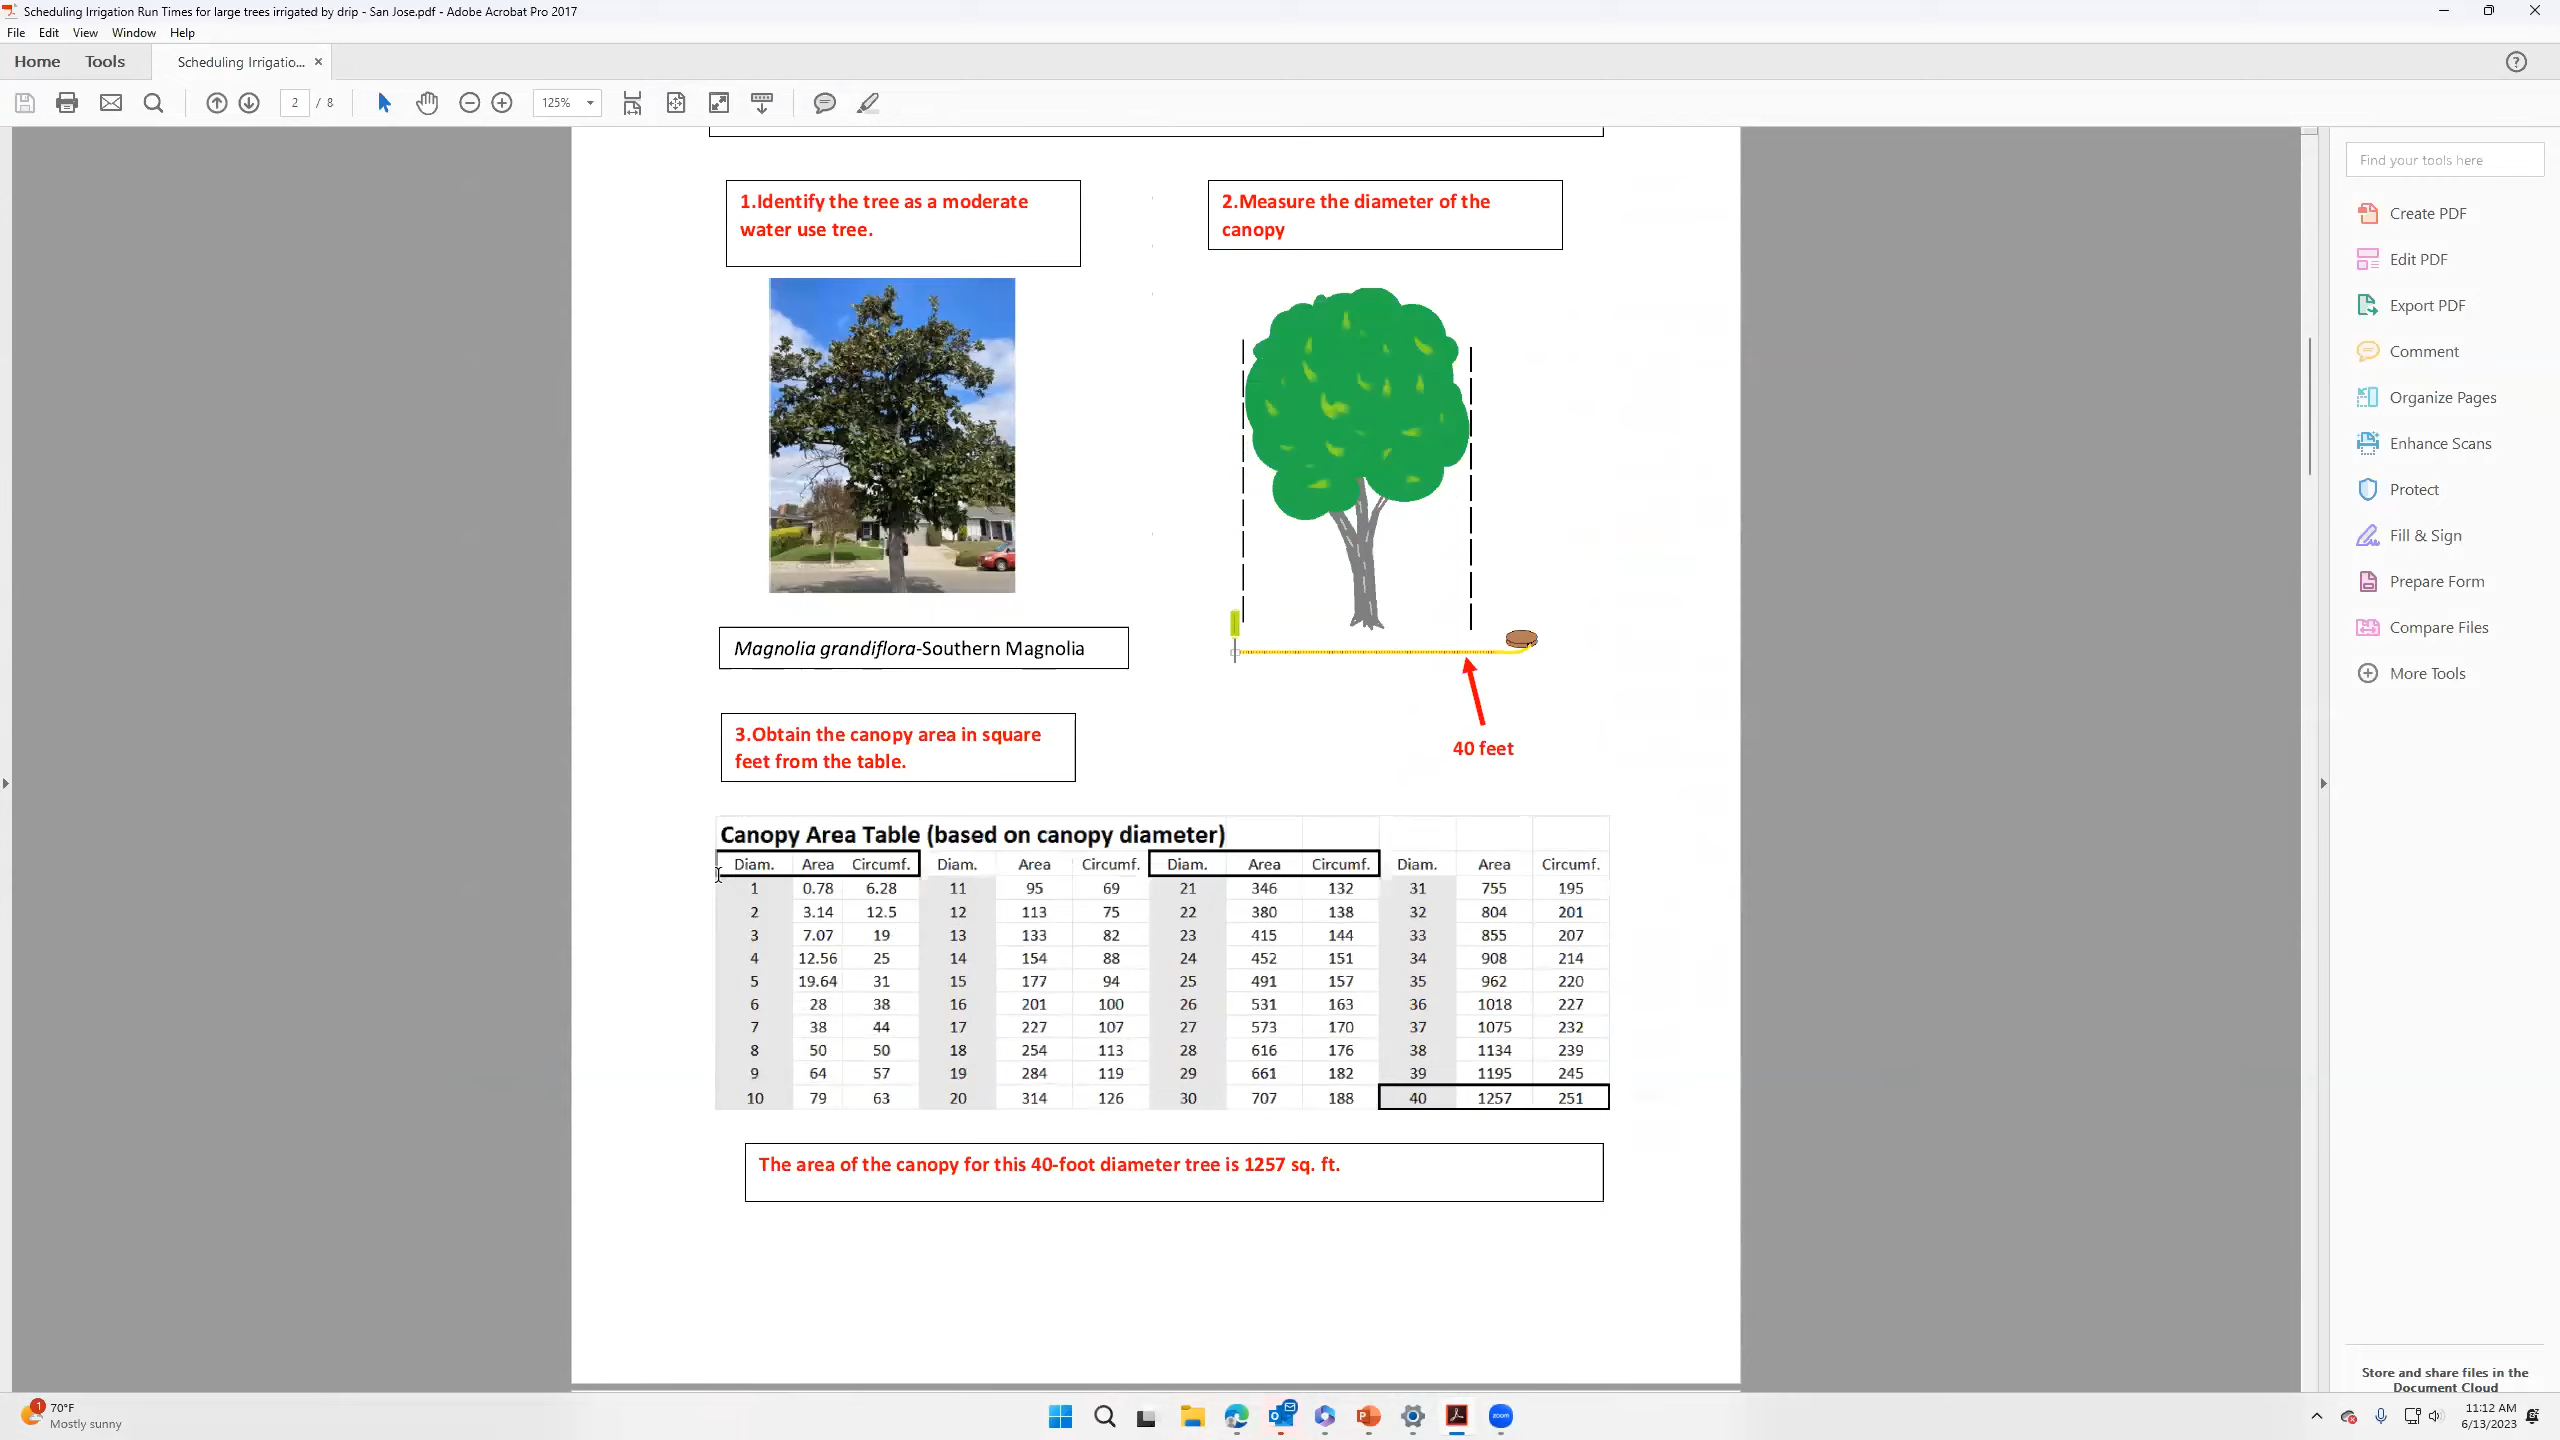 Scheduling Irrigation Run Times for large trees irrigated by drip - San Jose.pdf - Adobe Acrobat Pro 2017
File Edit View Window Help
Home Tools Scheduling Irrigatio... ×
2 / 8 125%
Find your tools here
Create PDF
Edit PDF
Export PDF
Comment
Organize Pages
Enhance Scans
Protect
Fill & Sign
Prepare Form
Compare Files
More Tools
Store and share files in the
Document Cloud
1.Identify the tree as a moderate
water use tree.
2.Measure the diameter of the
canopy
Magnolia grandiflora-Southern Magnolia
40 feet
3.Obtain the canopy area in square
feet from the table.
Canopy Area Table (based on canopy diameter)
Diam. Area Circumf. Diam. Area Circumf. Diam. Area Circumf. Diam. Area Circumf.
1 0.78 6.28 11 95 69 21 346 132 31 755 195
2 3.14 12.5 12 113 75 22 380 138 32 804 201
3 7.07 19 13 133 82 23 415 144 33 855 207
4 12.56 25 14 154 88 24 452 151 34 908 214
5 19.64 31 15 177 94 25 491 157 35 962 220
6 28 38 16 201 100 26 531 163 36 1018 227
7 38 44 17 227 107 27 573 170 37 1075 232
8 50 50 18 254 113 28 616 176 38 1134 239
9 64 57 19 284 119 29 661 182 39 1195 245
10 79 63 20 314 126 30 707 188 40 1257 251
The area of the canopy for this 40-foot diameter tree is 1257 sq. ft.
1
70°F
Mostly sunny
zoom
11:12 AM
6/13/2023